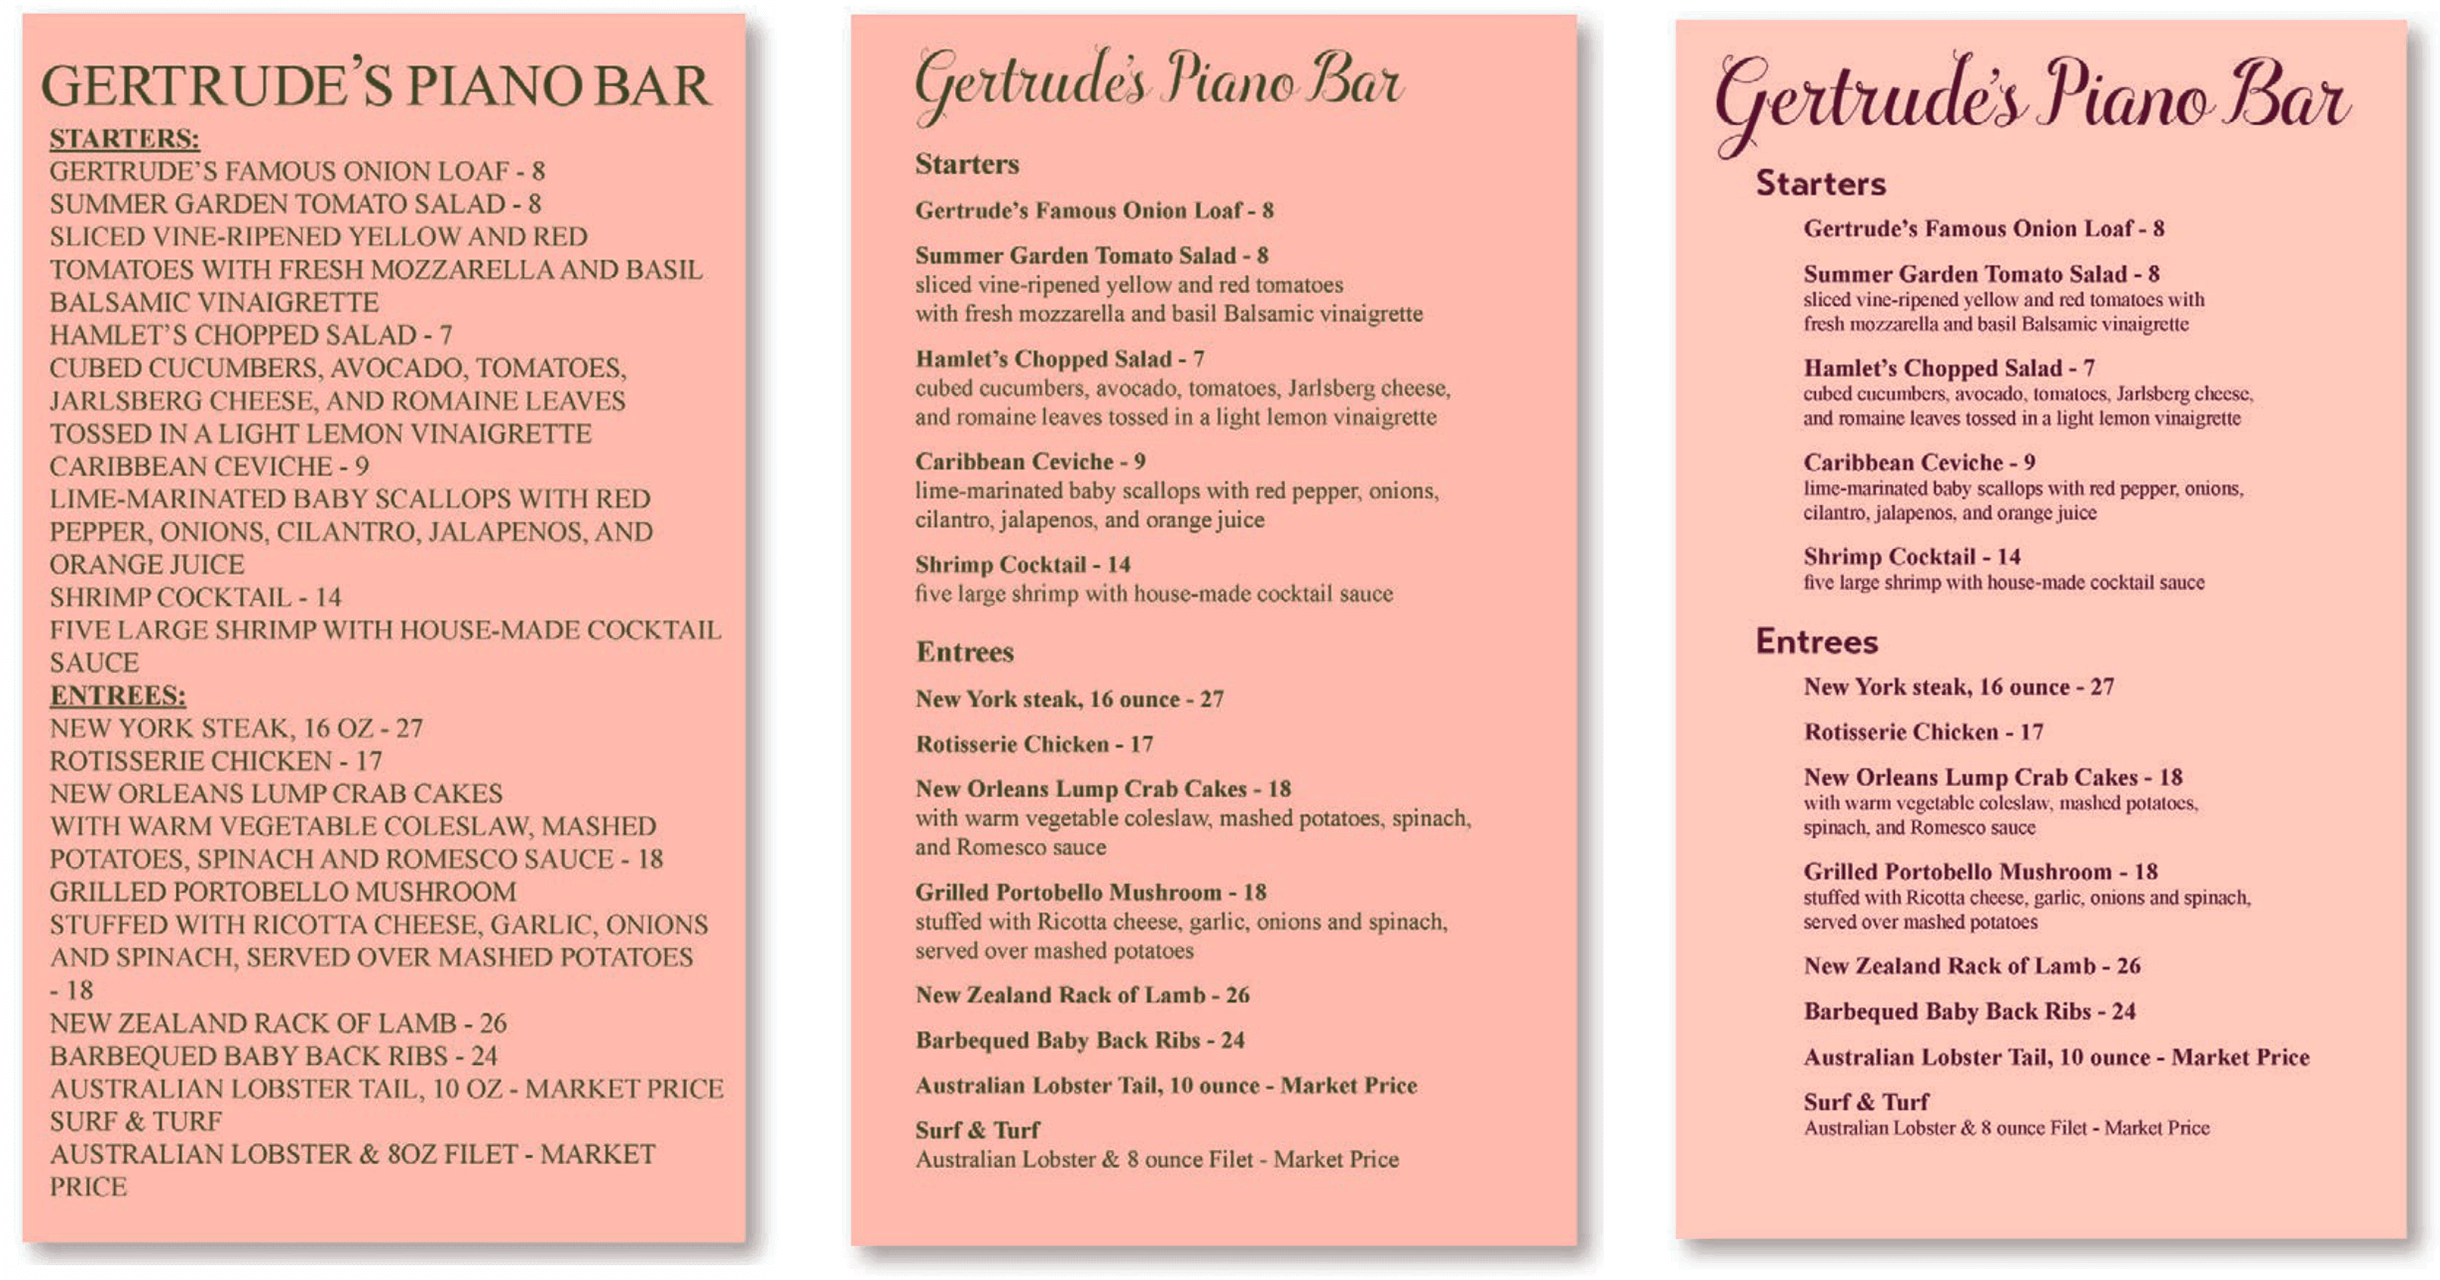 GERTRUDE’S PIANO BAR
STARTERS:
GERTRUDE’S FAMOUS ONION LOAF - 8
SUMMER GARDEN TOMATO SALAD - 8
SLICED VINE-RIPENED YELLOW AND RED
TOMATOES WITH FRESH MOZZARELLA AND BASIL
BALSAMIC VINAIGRETTE
HAMLET’S CHOPPED SALAD - 7
CUBED CUCUMBERS, AVOCADO, TOMATOES,
JARLSBERG CHEESE, AND ROMAINE LEAVES
TOSSED IN A LIGHT LEMON VINAIGRETTE
CARIBBEAN CEVICHE - 9
LIME-MARINATED BABY SCALLOPS WITH RED
PEPPER, ONIONS, CILANTRO, JALAPENOS, AND
ORANGE JUICE
SHRIMP COCKTAIL - 14
FIVE LARGE SHRIMP WITH HOUSE-MADE COCKTAIL
SAUCE
ENTREES:
NEW YORK STEAK, 16 OZ - 27
ROTISSERIE CHICKEN - 17
NEW ORLEANS LUMP CRAB CAKES
WITH WARM VEGETABLE COLESLAW, MASHED
POTATOES, SPINACH AND ROMESCO SAUCE - 18
GRILLED PORTOBELLO MUSHROOM
STUFFED WITH RICOTTA CHEESE, GARLIC, ONIONS
AND SPINACH, SERVED OVER MASHED POTATOES
- 18
NEW ZEALAND RACK OF LAMB - 26
BARBEQUED BABY BACK RIBS - 24
AUSTRALIAN LOBSTER TAIL, 10 OZ - MARKET PRICE
SURF & TURF
AUSTRALIAN LOBSTER & 8OZ FILET - MARKET
PRICE
Gertrude’s Piano Bar
Starters
Gertrude’s Famous Onion Loaf - 8
Summer Garden Tomato Salad - 8
sliced vine-ripened yellow and red tomatoes
with fresh mozzarella and basil Balsamic vinaigrette
Hamlet’s Chopped Salad - 7
cubed cucumbers, avocado, tomatoes, Jarlsberg cheese,
and romaine leaves tossed in a light lemon vinaigrette
Caribbean Ceviche - 9
lime-marinated baby scallops with red pepper, onions,
cilantro, jalapenos, and orange juice
Shrimp Cocktail - 14
five large shrimp with house-made cocktail sauce
Entrees
New York steak, 16 ounce - 27
Rotisserie Chicken - 17
New Orleans Lump Crab Cakes - 18
with warm vegetable coleslaw, mashed potatoes, spinach,
and Romesco sauce
Grilled Portobello Mushroom - 18
stuffed with Ricotta cheese, garlic, onions and spinach,
served over mashed potatoes
New Zealand Rack of Lamb - 26
Barbequed Baby Back Ribs - 24
Australian Lobster Tail, 10 ounce - Market Price
Surf & Turf
Australian Lobster & 8 ounce Filet - Market Price
Gertrude’s Piano Bar
Starters
Gertrude’s Famous Onion Loaf - 8
Summer Garden Tomato Salad - 8
sliced vine-ripened yellow and red tomatoes with
fresh mozzarella and basil Balsamic vinaigrette
Hamlet’s Chopped Salad - 7
cubed cucumbers, avocado, tomatoes, Jarlsberg cheese,
and romaine leaves tossed in a light lemon vinaigrette
Caribbean Ceviche - 9
lime-marinated baby scallops with red pepper, onions,
cilantro, jalapenos, and orange juice
Shrimp Cocktail - 14
five large shrimp with house-made cocktail sauce
Entrees
New York steak, 16 ounce - 27
Rotisserie Chicken - 17
New Orleans Lump Crab Cakes - 18
with warm vegetable coleslaw, mashed potatoes,
spinach, and Romesco sauce
Grilled Portobello Mushroom - 18
stuffed with Ricotta cheese, garlic, onions and spinach,
served over mashed potatoes
New Zealand Rack of Lamb - 26
Barbequed Baby Back Ribs - 24
Australian Lobster Tail, 10 ounce - Market Price
Surf & Turf
Australian Lobster & 8 ounce Filet - Market Price